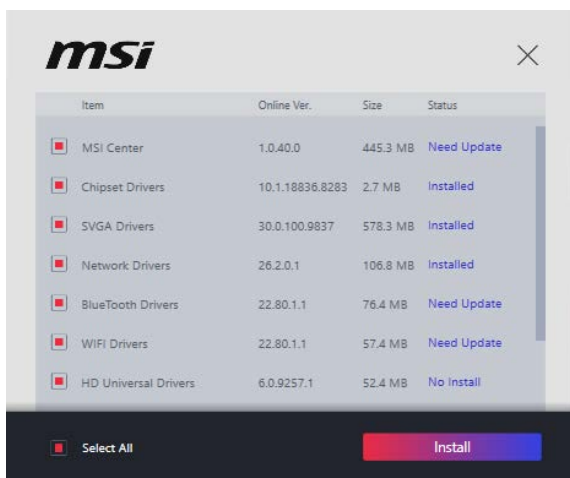 msi
Item Online Ver. Size Status
MSI Center 1.0.40.0 445.3 MB Need Update
Chipset Drivers 10.1.18836.8283 2.7 MB Installed
SVGA Drivers 30.0.100.9837 578.3 MB Installed
Network Drivers 26.2.0.1 106.8 MB Installed
BlueTooth Drivers 22.80.1.1 76.4 MB Need Update
WIFI Drivers 22.80.1.1 57.4 MB Need Update
HD Universal Drivers 6.0.9257.1 52.4 MB No Install
Select All Install